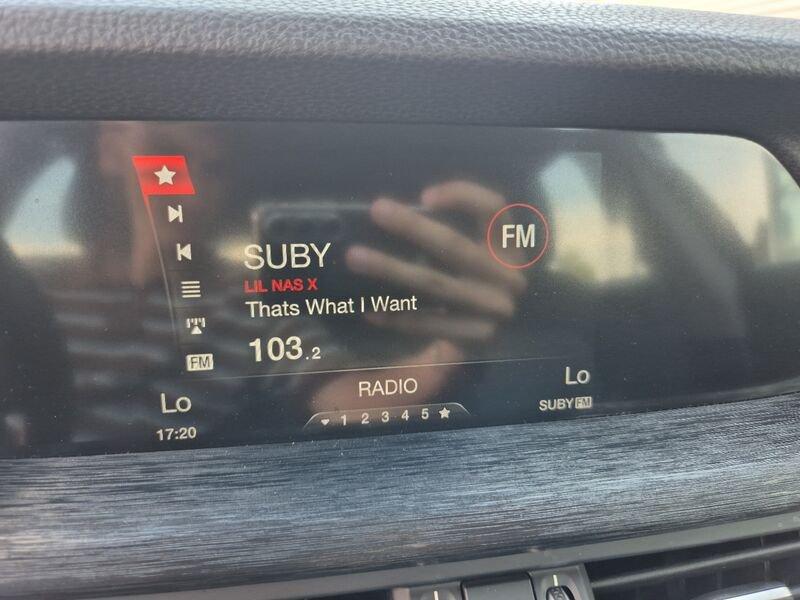 SUBY
FM
LIL NAS X
Thats What I Want
103.2
FM
RADIO
Lo
Lo
1 2 3 4 5
17:20
SUBY FM